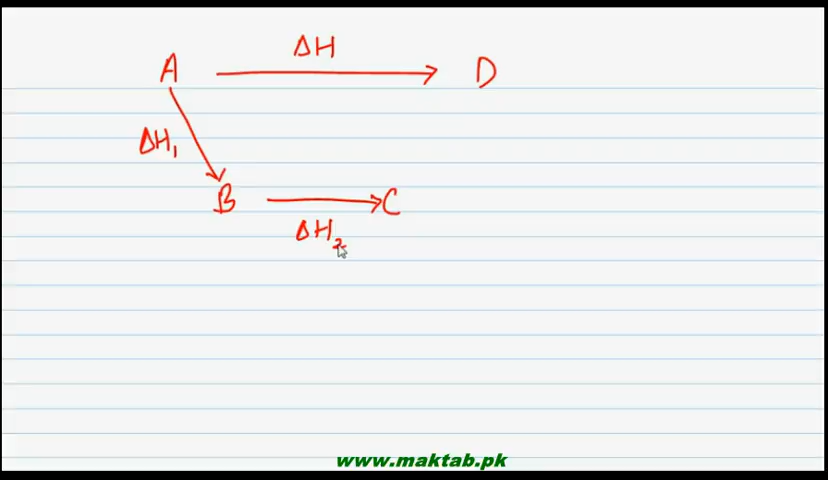 ΔH
A D
ΔH₁
B C
ΔH₂
www.maktab.pk